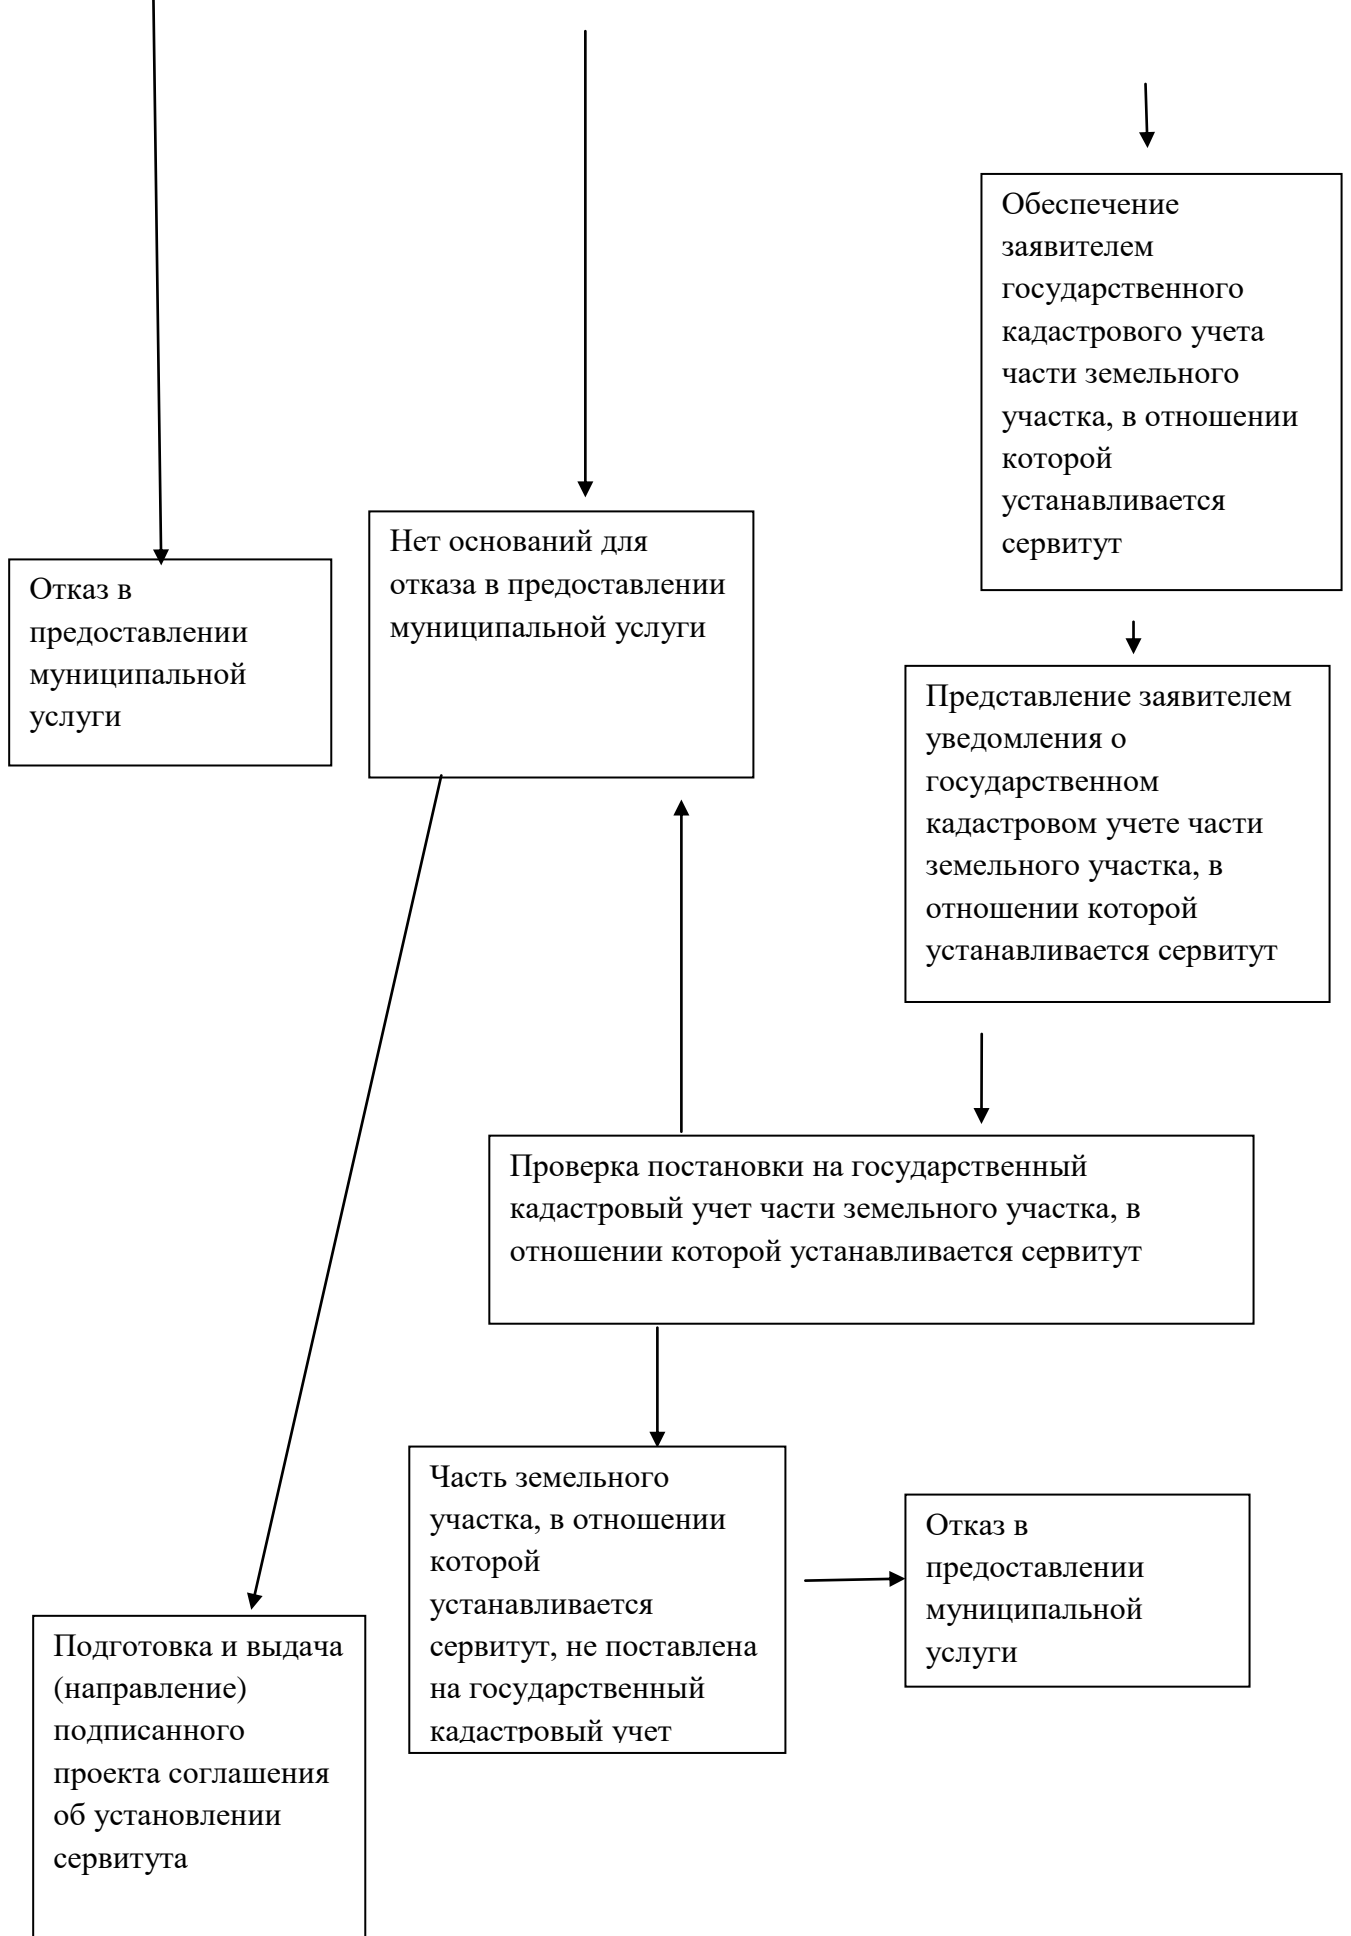 Обеспечение
заявителем
государственного
кадастрового учета
части земельного
участка, в отношении
которой
устанавливается
сервитут
Нет оснований для
отказа в предоставлении
муниципальной услуги
Отказ в
предоставлении
муниципальной
услуги
Представление заявителем
уведомления о
государственном
кадастровом учете части
земельного участка, в
отношении которой
устанавливается сервитут
Проверка постановки на государственный
кадастровый учет части земельного участка, в
отношении которой устанавливается сервитут
Часть земельного
участка, в отношении
которой
устанавливается
сервитут, не поставлена
на государственный
кадастровый учет
Отказ в
предоставлении
муниципальной
услуги
Подготовка и выдача
(направление)
подписанного
проекта соглашения
об установлении
сервитута